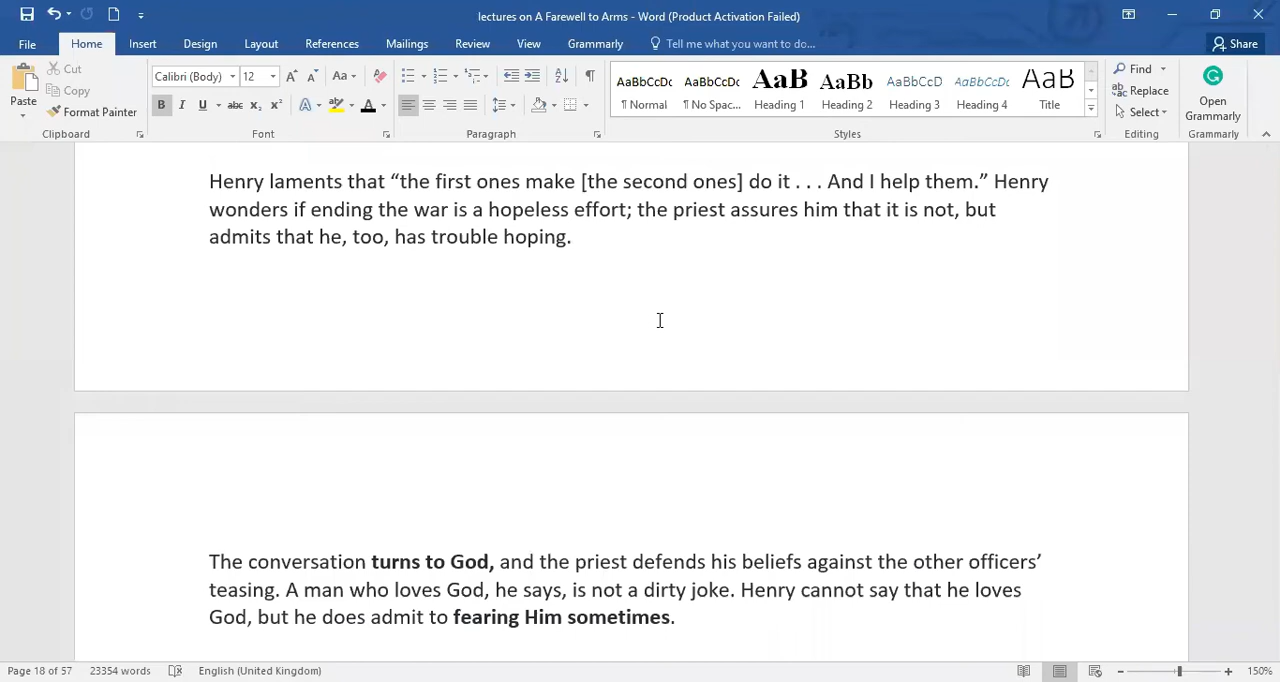 lectures on A Farewell to Arms - Word (Product Activation Failed)
File Home Insert Design Layout References Mailings Review View Grammarly Tell me what you want to do... Share
Paste Cut Copy Format Painter
Clipboard
Calibri (Body) 12 Aa
B I U abc X₂ X² A A
Font
Paragraph
AaBbCcDc AaBbCcDc AaB AaBb AaBbCcD AaBbCcDc AaB
¶ Normal ¶ No Spac... Heading 1 Heading 2 Heading 3 Heading 4 Title
Styles
Find
Replace
Select
Editing
Open Grammarly
Grammarly
Henry laments that “the first ones make [the second ones] do it . . . And I help them.” Henry
wonders if ending the war is a hopeless effort; the priest assures him that it is not, but
admits that he, too, has trouble hoping.
The conversation turns to God, and the priest defends his beliefs against the other officers’
teasing. A man who loves God, he says, is not a dirty joke. Henry cannot say that he loves
God, but he does admit to fearing Him sometimes.
Page 18 of 57 23354 words English (United Kingdom) 150%